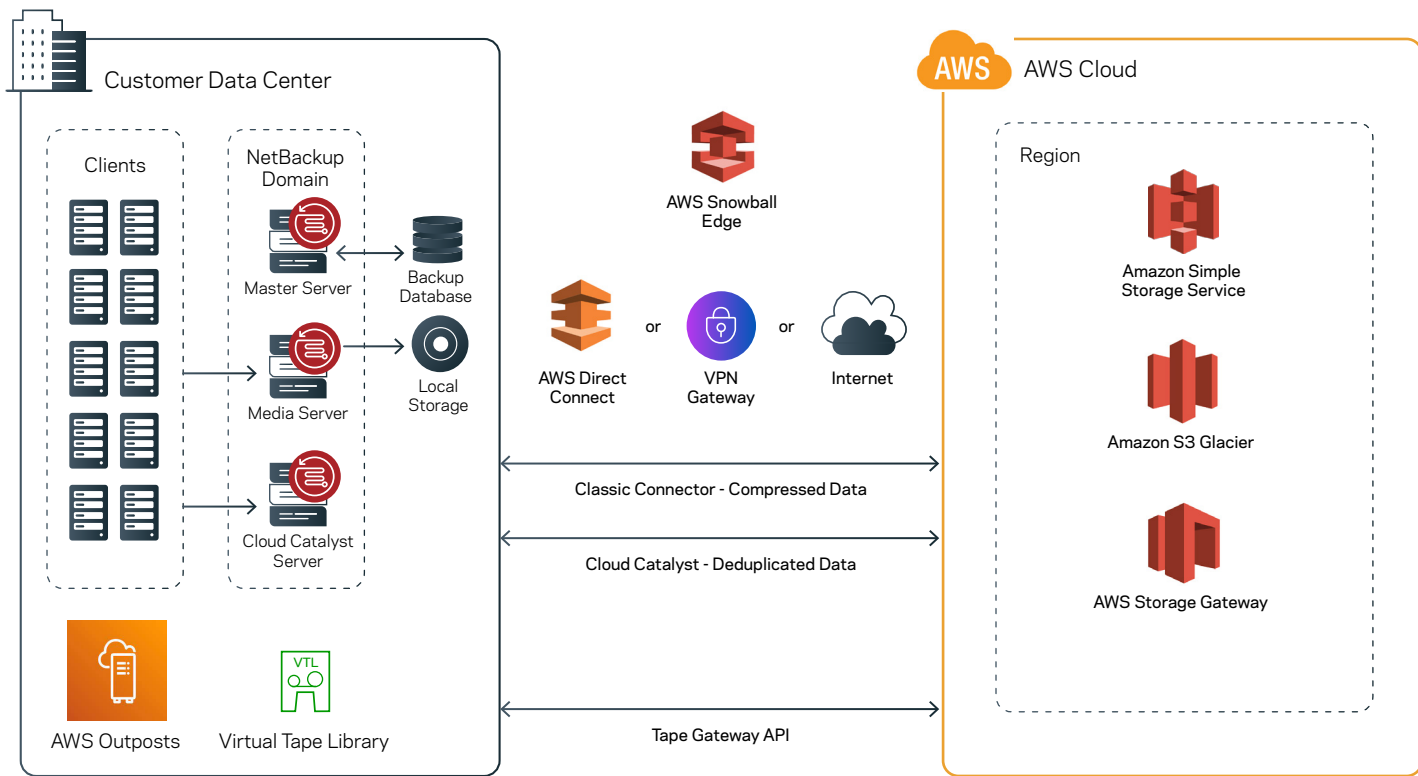 Customer Data Center
Clients
NetBackup
Domain
Master Server
Backup
Database
Media Server
Local
Storage
Cloud Catalyst
Server
AWS Outposts
VTL
Virtual Tape Library
AWS Snowball
Edge
AWS Direct
Connect
or
VPN
Gateway
or
Internet
Classic Connector - Compressed Data
Cloud Catalyst - Deduplicated Data
Tape Gateway API
AWS
AWS Cloud
Region
Amazon Simple
Storage Service
Amazon S3 Glacier
AWS Storage Gateway